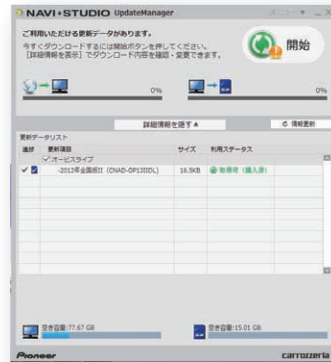 NAVI★STUDIO UpdateManager
ご利用いただける更新データがあります。
今すぐダウンロードするには開始ボタンを押してください。
[詳細情報を表示]でダウンロード内容を確認・変更できます。
開始
0%
0%
詳細情報を隠す▲
情報更新
更新データリスト
進捗 更新項目 サイズ 利用ステータス
オービスライブ
-2012年全国版II (CNAD-OP13IIDL) 16.5KB 取得可 (購入済)
空き容量:77.67 GB
空き容量:15.01 GB
Pioneer
carrozzeria